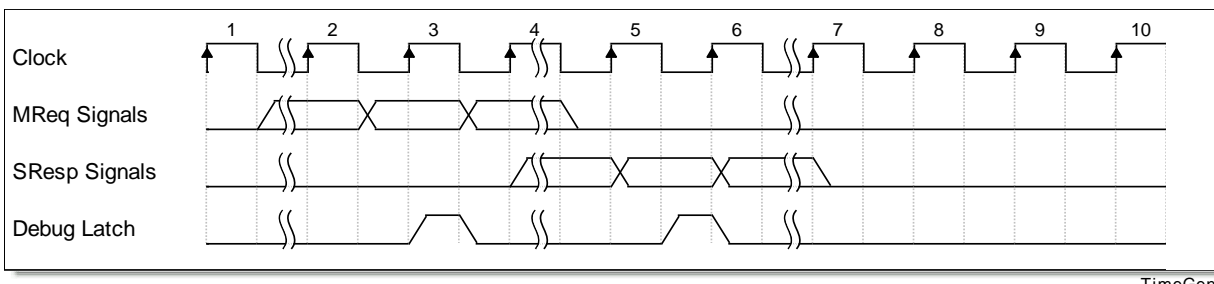 1 2 3 4 5 6 7 8 9 10
Clock
MReq Signals
SResp Signals
Debug Latch